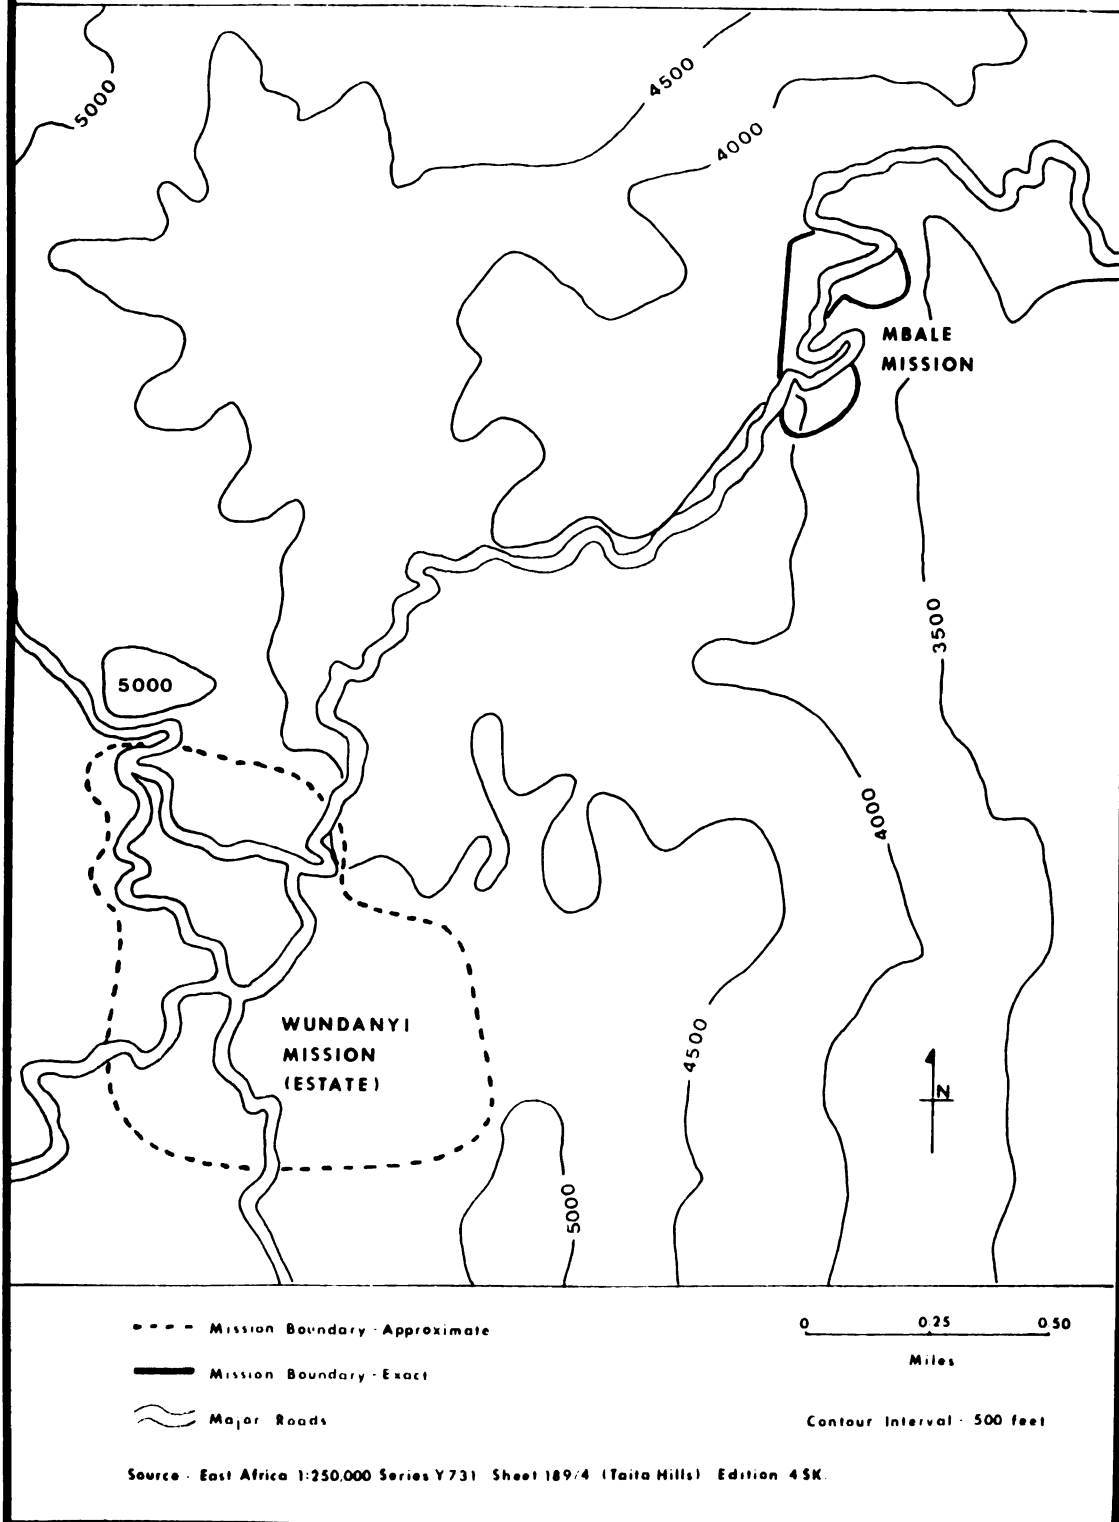 5000
4500
4000
MBALE
MISSION
3500
5000
4000
WUNDANYI
MISSION
(ESTATE)
4500
N
5000
Mission Boundary - Approximate
0 0.25 0.50
Miles
Mission Boundary - Exact
Major Roads
Contour Interval - 500 feet
Source - East Africa 1:250,000 Series Y731 Sheet 189/4 (Taita Hills) Edition 4SK.